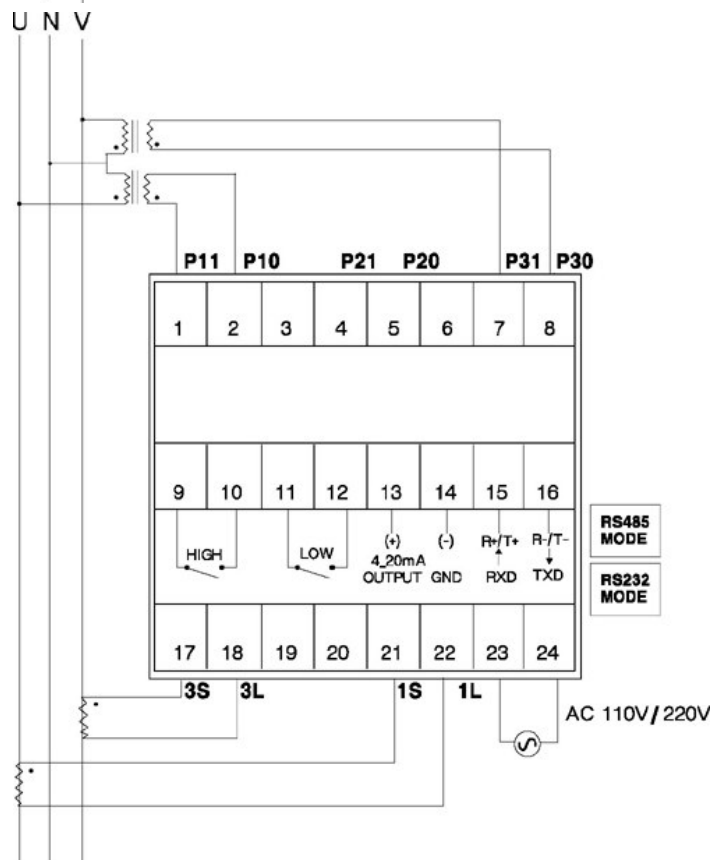 U N V
P11 P10 P21 P20 P31 P30
1 2 3 4 5 6 7 8
9 10 11 12 13 14 15 16
HIGH LOW (+) (-) R+/T+ R-/T-
4_20mA
OUTPUT GND RXD TXD
RS485
MODE
RS232
MODE
17 18 19 20 21 22 23 24
3S 3L 1S 1L
AC 110V/220V